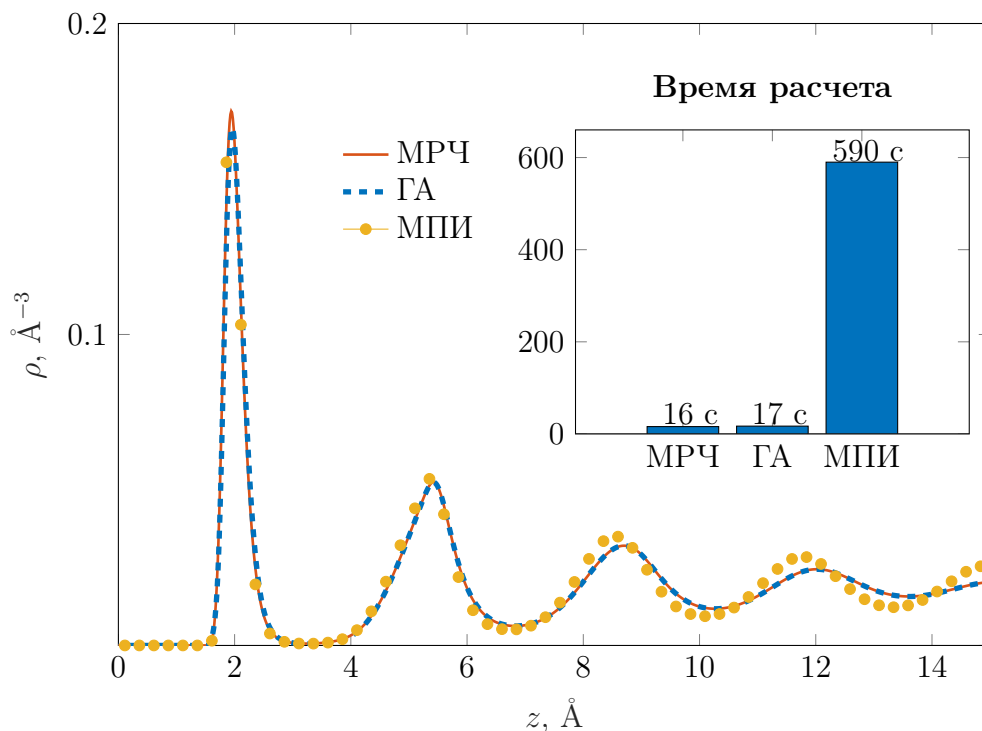 0.2
0.1
ρ, Å⁻³
МРЧ
ГА
МПИ
Время расчета
600
400
200
0
590 с
16 с
17 с
МРЧ ГА МПИ
0 2 4 6 8 10 12 14
z, Å